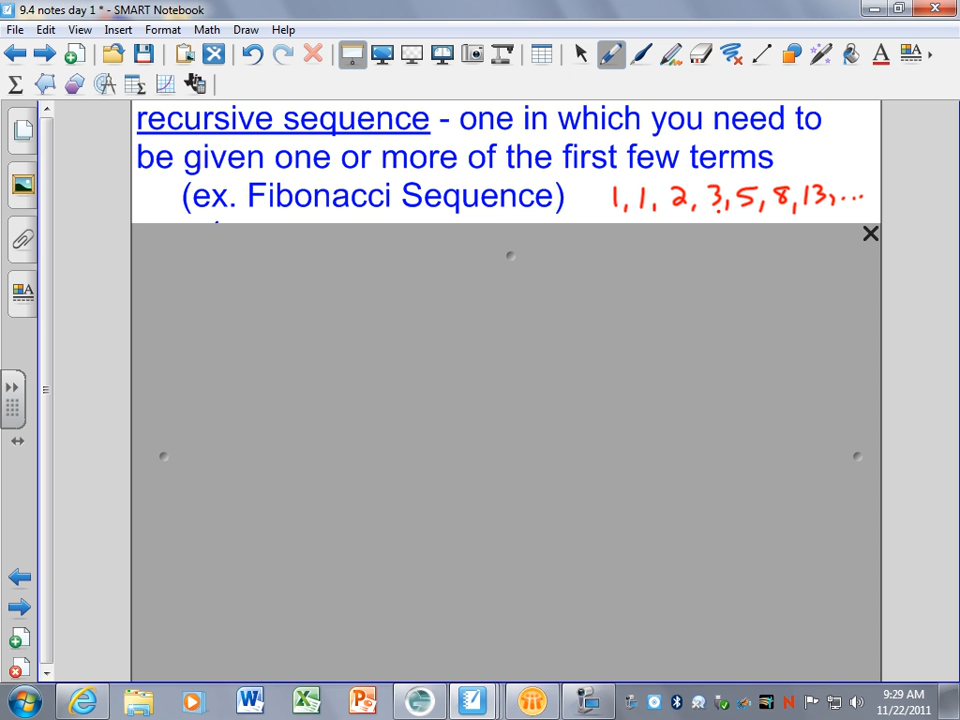 9.4 notes day 1 * - SMART Notebook
File Edit View Insert Format Math Draw Help
recursive sequence - one in which you need to
be given one or more of the first few terms
(ex. Fibonacci Sequence) 1, 1, 2, 3, 5, 8, 13, ...
9:29 AM
11/22/2011